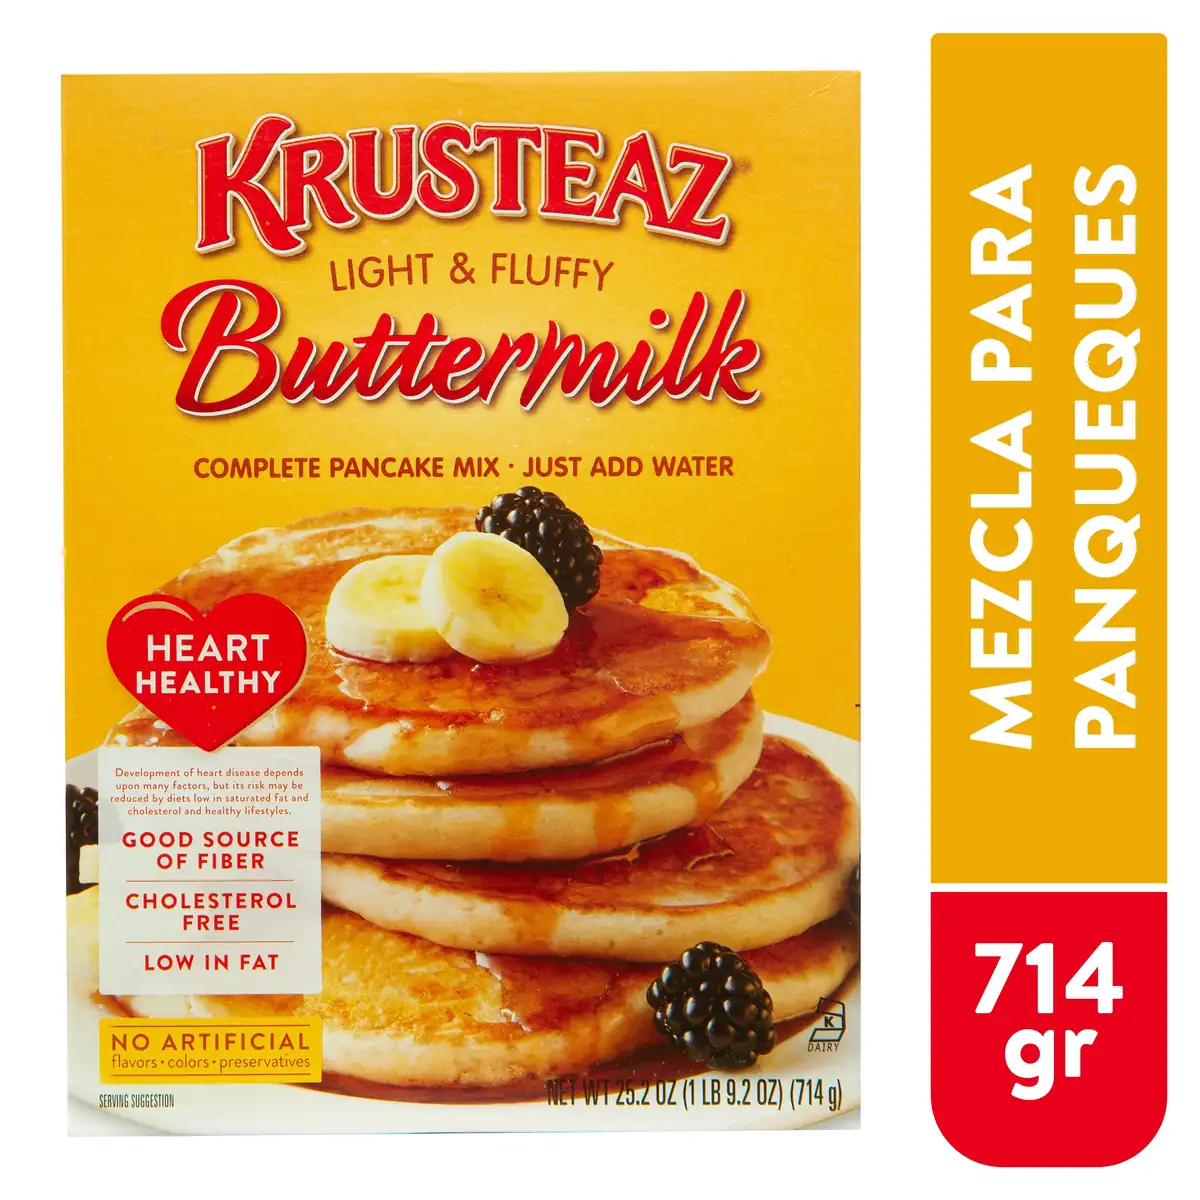 KRUSTEAZ®
LIGHT & FLUFFY
Buttermilk
COMPLETE PANCAKE MIX · JUST ADD WATER
HEART
HEALTHY
Development of heart disease depends
upon many factors, but its risk may be
reduced by diets low in saturated fat and
cholesterol and healthy lifestyles.
GOOD SOURCE
OF FIBER
CHOLESTEROL
FREE
LOW IN FAT
NO ARTIFICIAL
flavors • colors • preservatives
SERVING SUGGESTION
K
DAIRY
NET WT 25.2 OZ (1 LB 9.2 OZ) (714 g)
MEZCLA PARA
PANQUEQUES
714
gr